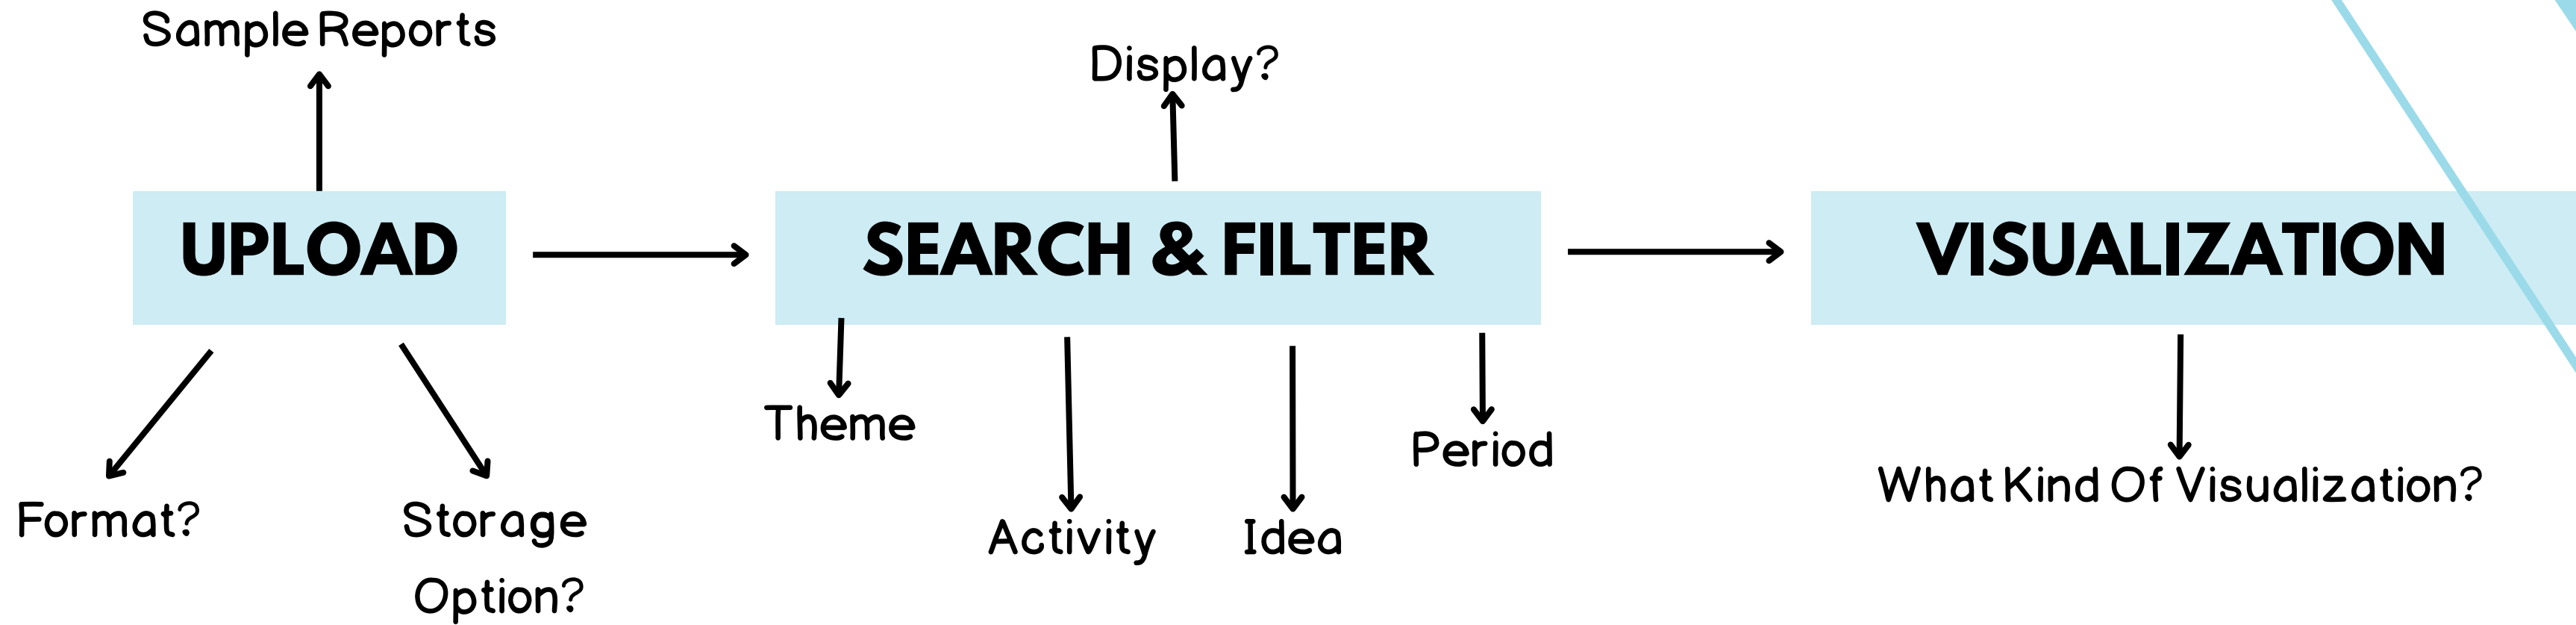 Sample Reports
Display?
UPLOAD
SEARCH & FILTER
VISUALIZATION
Theme
Activity
Idea
Period
Format?
Storage
Option?
What Kind Of Visualization?